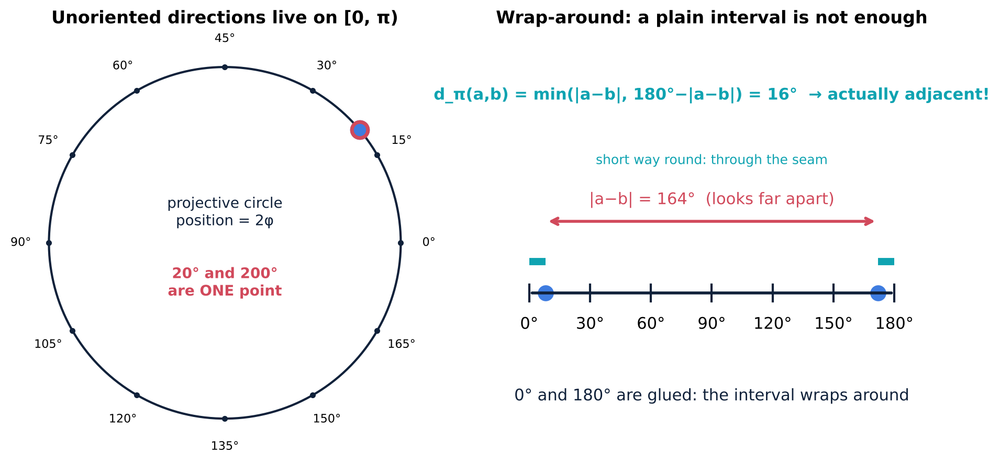 Unoriented directions live on [0, π)
45°
60°
30°
75°
15°
projective circle
position = 2φ
90°
0°
20° and 200°
are ONE point
105°
165°
120°
150°
135°
Wrap-around: a plain interval is not enough
d_π(a,b) = min(|a−b|, 180°−|a−b|) = 16° → actually adjacent!
short way round: through the seam
|a−b| = 164° (looks far apart)
0° 30° 60° 90° 120° 150° 180°
0° and 180° are glued: the interval wraps around